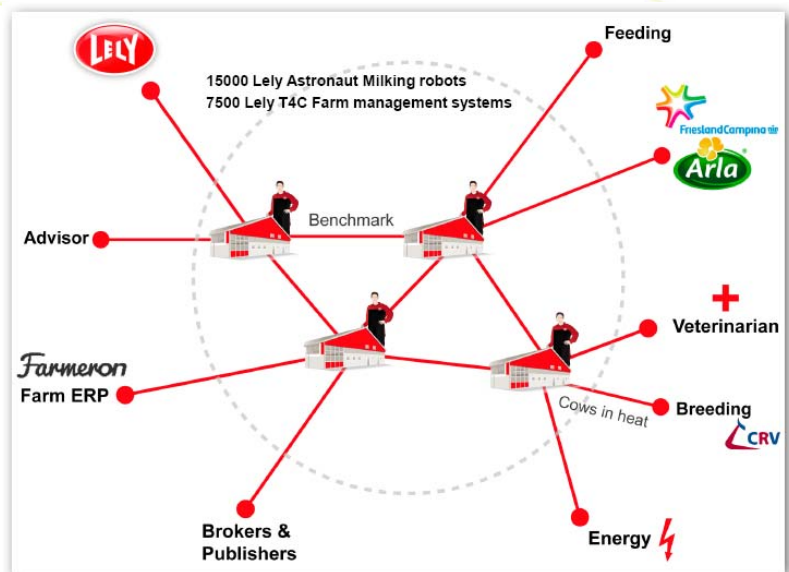 LELY
15000 Lely Astronaut Milking robots
7500 Lely T4C Farm management systems
Feeding
FrieslandCampina
Arla
Benchmark
Advisor
Veterinarian
Farmeron
Farm ERP
Cows in heat
Breeding
CRV
Brokers &
Publishers
Energy